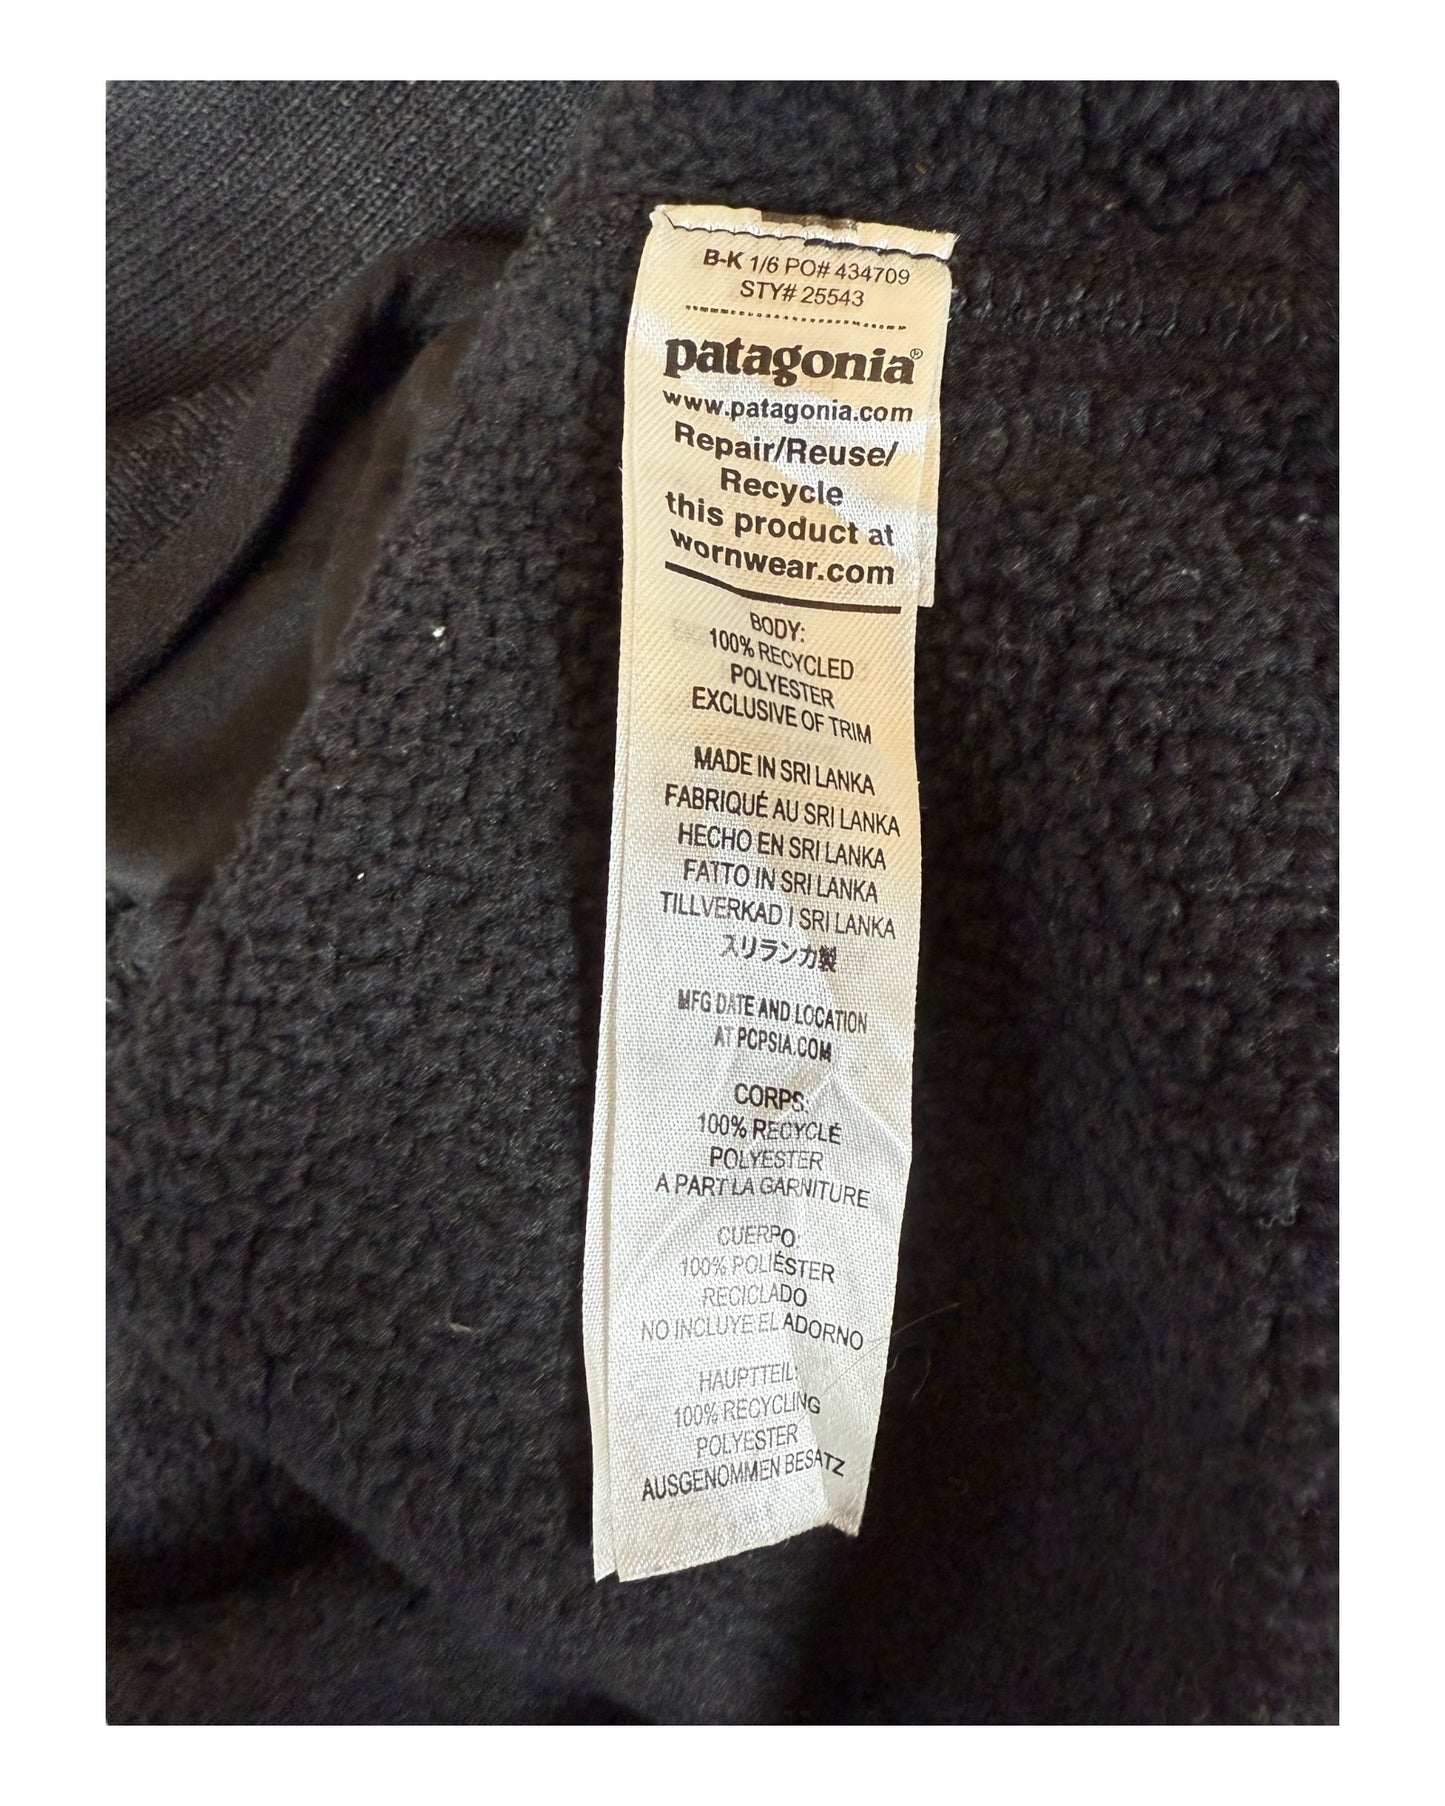 B-K 1/6 PO# 434709
STY# 25543
patagonia®
www.patagonia.com
Repair/Reuse/
Recycle
this product at
wornwear.com
BODY:
100% RECYCLED
POLYESTER
EXCLUSIVE OF TRIM
MADE IN SRI LANKA
FABRIQUÉ AU SRI LANKA
HECHO EN SRI LANKA
FATTO IN SRI LANKA
TILLVERKAD I SRI LANKA
スリランカ製
MFG DATE AND LOCATION
AT PCPSIA.COM
CORPS:
100% RECYCLÉ
POLYESTER
A PART LA GARNITURE
CUERPO:
100% POLIÉSTER
RECICLADO
NO INCLUYE EL ADORNO
HAUPTTEIL:
100% RECYCLING
POLYESTER
AUSGENOMMEN BESATZ